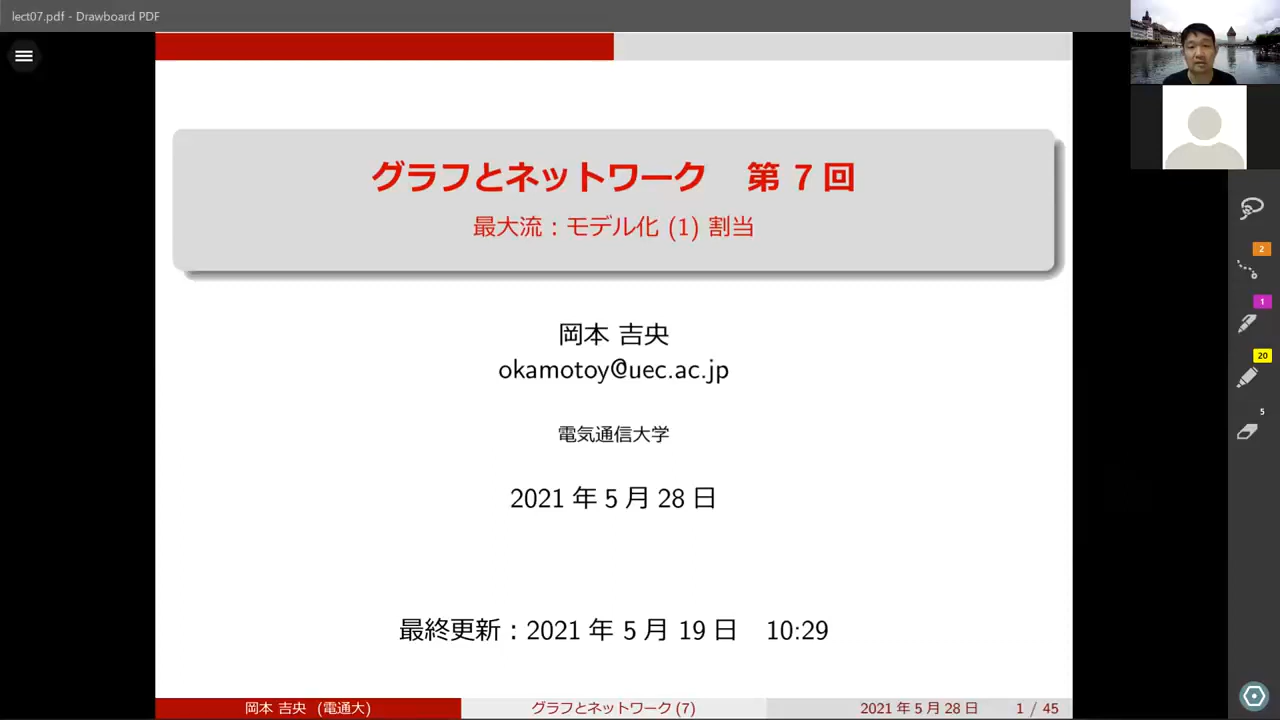 lect07.pdf - Drawboard PDF
グラフとネットワーク 第 7 回
最大流：モデル化 (1) 割当
岡本 吉央
okamotoy@uec.ac.jp
電気通信大学
2021 年 5 月 28 日
最終更新：2021 年 5 月 19 日 10:29
2
1
20
5
岡本 吉央 (電通大)
グラフとネットワーク (7)
2021 年 5 月 28 日
1 / 45